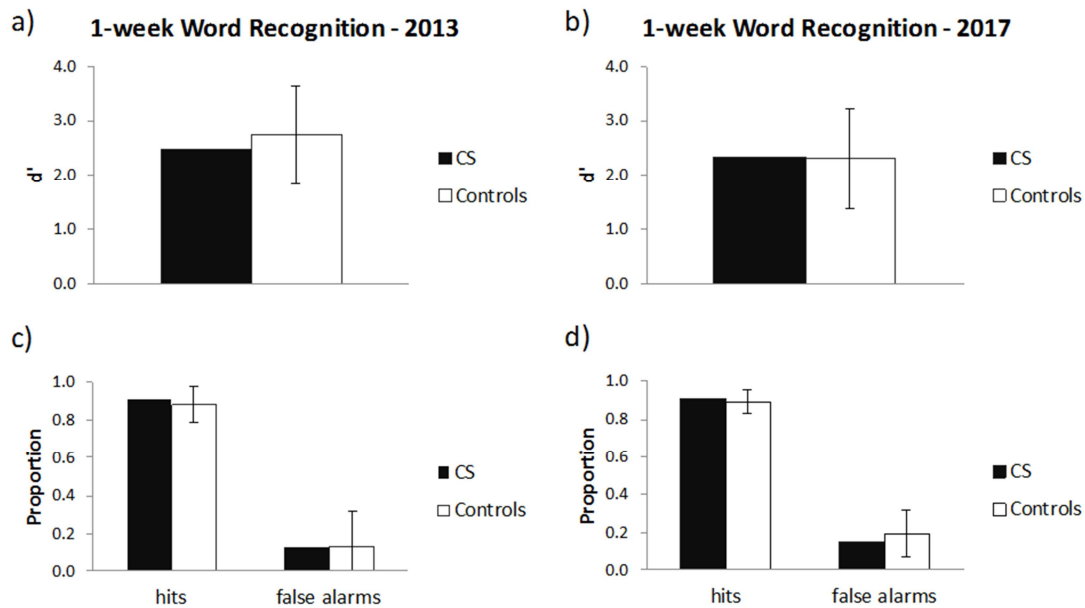 a)
1-week Word Recognition - 2013
4.0
3.0
2.0
1.0
0.0
d'
CS
Controls
b)
1-week Word Recognition - 2017
4.0
3.0
2.0
1.0
0.0
d'
CS
Controls
c)
1.0
0.8
0.6
0.4
0.2
0.0
Proportion
hits
false alarms
CS
Controls
d)
1.0
0.8
0.6
0.4
0.2
0.0
Proportion
hits
false alarms
CS
Controls